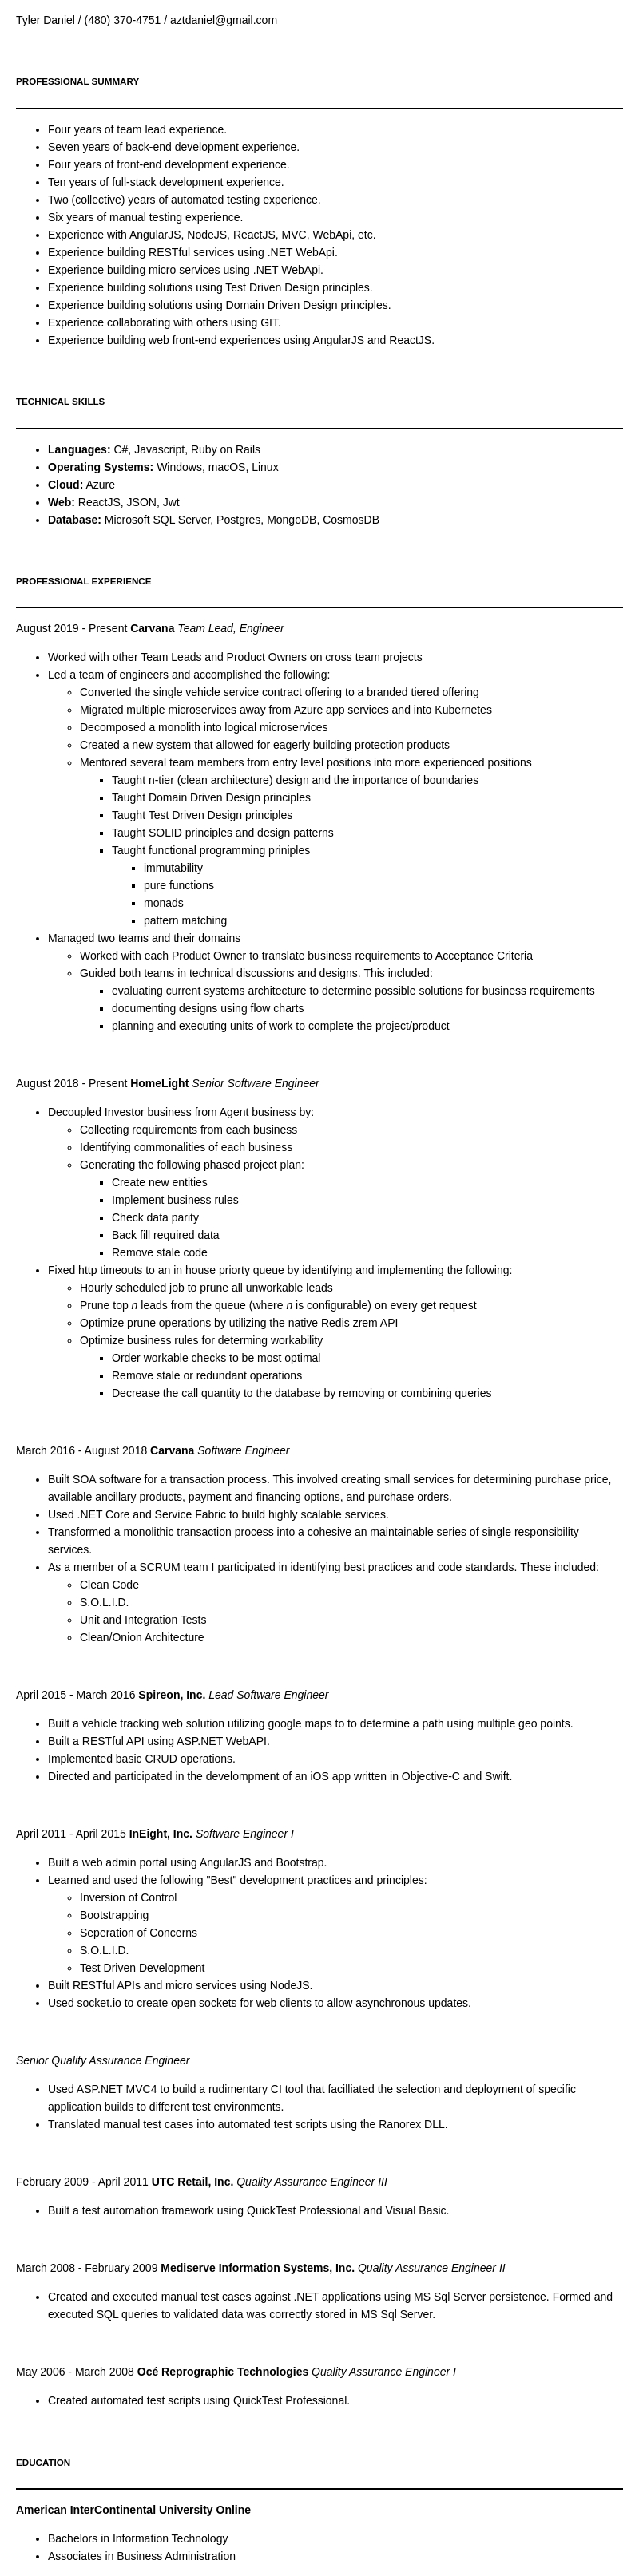 Tyler Daniel / (480) 370-4751 / aztdaniel@gmail.com
PROFESSIONAL SUMMARY
• Four years of team lead experience.
• Seven years of back-end development experience.
• Four years of front-end development experience.
• Ten years of full-stack development experience.
• Two (collective) years of automated testing experience.
• Six years of manual testing experience.
• Experience with AngularJS, NodeJS, ReactJS, MVC, WebApi, etc.
• Experience building RESTful services using .NET WebApi.
• Experience building micro services using .NET WebApi.
• Experience building solutions using Test Driven Design principles.
• Experience building solutions using Domain Driven Design principles.
• Experience collaborating with others using GIT.
• Experience building web front-end experiences using AngularJS and ReactJS.
TECHNICAL SKILLS
• Languages: C#, Javascript, Ruby on Rails
• Operating Systems: Windows, macOS, Linux
• Cloud: Azure
• Web: ReactJS, JSON, Jwt
• Database: Microsoft SQL Server, Postgres, MongoDB, CosmosDB
PROFESSIONAL EXPERIENCE
August 2019 - Present Carvana Team Lead, Engineer
• Worked with other Team Leads and Product Owners on cross team projects
• Led a team of engineers and accomplished the following:
◦ Converted the single vehicle service contract offering to a branded tiered offering
◦ Migrated multiple microservices away from Azure app services and into Kubernetes
◦ Decomposed a monolith into logical microservices
◦ Created a new system that allowed for eagerly building protection products
◦ Mentored several team members from entry level positions into more experienced positions
▪ Taught n-tier (clean architecture) design and the importance of boundaries
▪ Taught Domain Driven Design principles
▪ Taught Test Driven Design principles
▪ Taught SOLID principles and design patterns
▪ Taught functional programming priniples
▪ immutability
▪ pure functions
▪ monads
▪ pattern matching
• Managed two teams and their domains
◦ Worked with each Product Owner to translate business requirements to Acceptance Criteria
◦ Guided both teams in technical discussions and designs. This included:
▪ evaluating current systems architecture to determine possible solutions for business requirements
▪ documenting designs using flow charts
▪ planning and executing units of work to complete the project/product
August 2018 - Present HomeLight Senior Software Engineer
• Decoupled Investor business from Agent business by:
◦ Collecting requirements from each business
◦ Identifying commonalities of each business
◦ Generating the following phased project plan:
▪ Create new entities
▪ Implement business rules
▪ Check data parity
▪ Back fill required data
▪ Remove stale code
• Fixed http timeouts to an in house priorty queue by identifying and implementing the following:
◦ Hourly scheduled job to prune all unworkable leads
◦ Prune top n leads from the queue (where n is configurable) on every get request
◦ Optimize prune operations by utilizing the native Redis zrem API
◦ Optimize business rules for determing workability
▪ Order workable checks to be most optimal
▪ Remove stale or redundant operations
▪ Decrease the call quantity to the database by removing or combining queries
March 2016 - August 2018 Carvana Software Engineer
• Built SOA software for a transaction process. This involved creating small services for determining purchase price,
available ancillary products, payment and financing options, and purchase orders.
• Used .NET Core and Service Fabric to build highly scalable services.
• Transformed a monolithic transaction process into a cohesive an maintainable series of single responsibility
services.
• As a member of a SCRUM team I participated in identifying best practices and code standards. These included:
◦ Clean Code
◦ S.O.L.I.D.
◦ Unit and Integration Tests
◦ Clean/Onion Architecture
April 2015 - March 2016 Spireon, Inc. Lead Software Engineer
• Built a vehicle tracking web solution utilizing google maps to to determine a path using multiple geo points.
• Built a RESTful API using ASP.NET WebAPI.
• Implemented basic CRUD operations.
• Directed and participated in the develompment of an iOS app written in Objective-C and Swift.
April 2011 - April 2015 InEight, Inc. Software Engineer I
• Built a web admin portal using AngularJS and Bootstrap.
• Learned and used the following "Best" development practices and principles:
◦ Inversion of Control
◦ Bootstrapping
◦ Seperation of Concerns
◦ S.O.L.I.D.
◦ Test Driven Development
• Built RESTful APIs and micro services using NodeJS.
• Used socket.io to create open sockets for web clients to allow asynchronous updates.
Senior Quality Assurance Engineer
• Used ASP.NET MVC4 to build a rudimentary CI tool that facilliated the selection and deployment of specific
application builds to different test environments.
• Translated manual test cases into automated test scripts using the Ranorex DLL.
February 2009 - April 2011 UTC Retail, Inc. Quality Assurance Engineer III
• Built a test automation framework using QuickTest Professional and Visual Basic.
March 2008 - February 2009 Mediserve Information Systems, Inc. Quality Assurance Engineer II
• Created and executed manual test cases against .NET applications using MS Sql Server persistence. Formed and
executed SQL queries to validated data was correctly stored in MS Sql Server.
May 2006 - March 2008 Océ Reprographic Technologies Quality Assurance Engineer I
• Created automated test scripts using QuickTest Professional.
EDUCATION
American InterContinental University Online
• Bachelors in Information Technology
• Associates in Business Administration